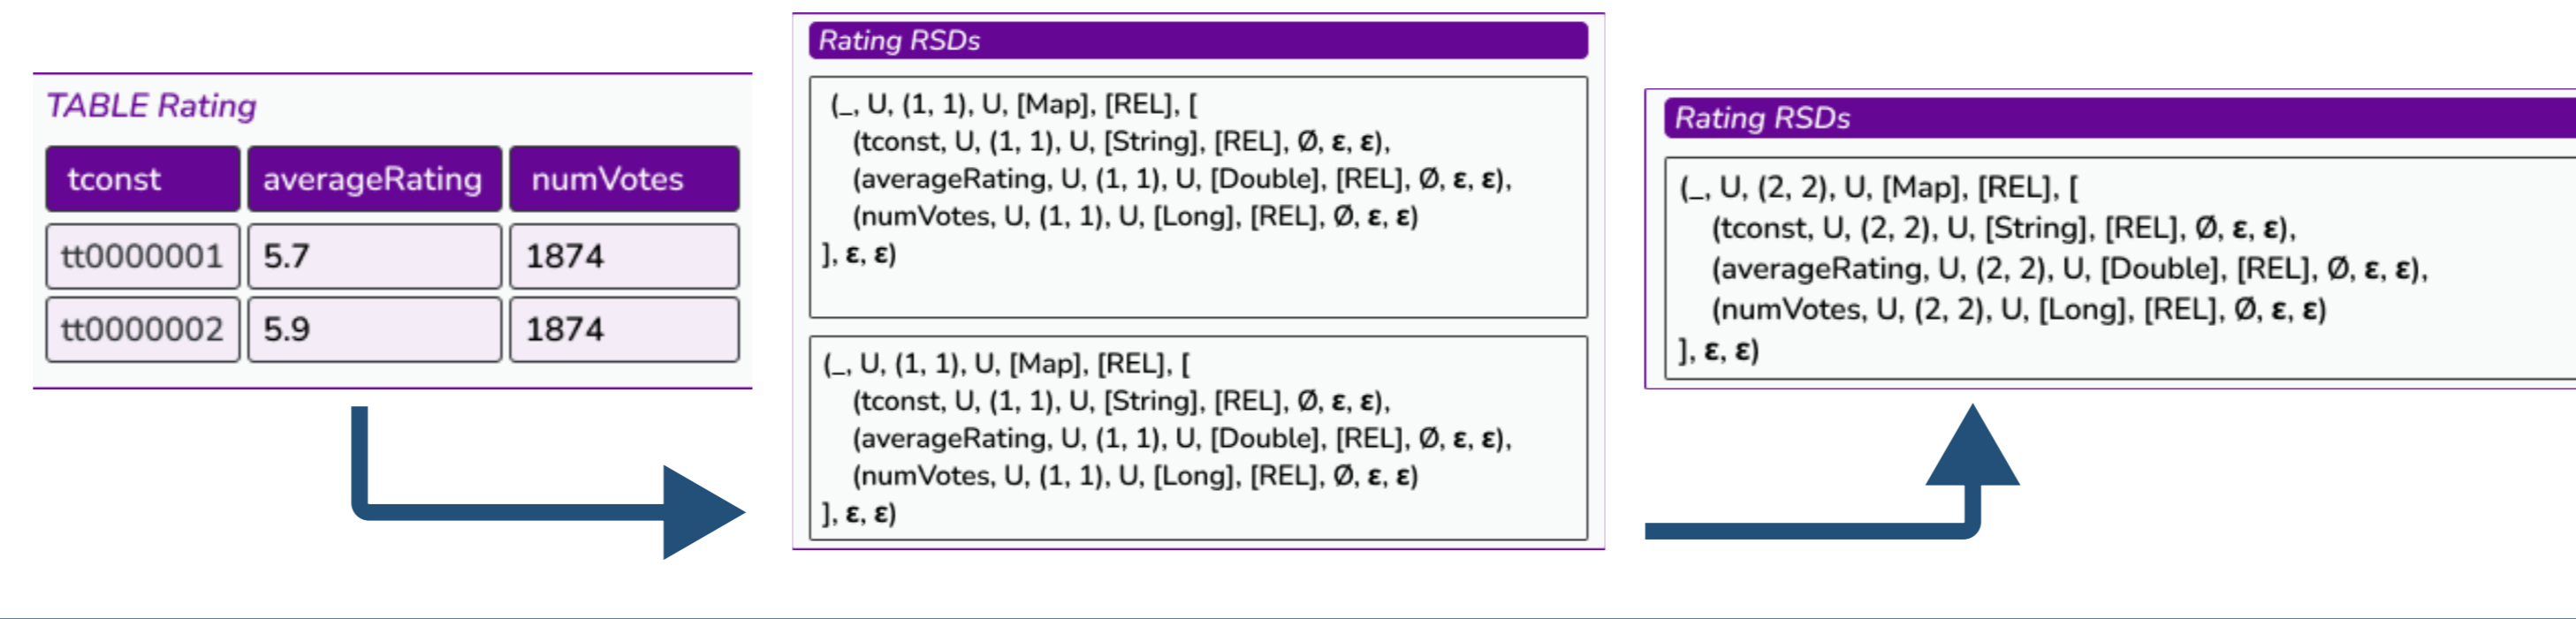 TABLE Rating
tconst averageRating numVotes
tt0000001 5.7 1874
tt0000002 5.9 1874
Rating RSDs
(_, U, (1, 1), U, [Map], [REL], [
(tconst, U, (1, 1), U, [String], [REL], Ø, ε, ε),
(averageRating, U, (1, 1), U, [Double], [REL], Ø, ε, ε),
(numVotes, U, (1, 1), U, [Long], [REL], Ø, ε, ε)
], ε, ε)
(_, U, (1, 1), U, [Map], [REL], [
(tconst, U, (1, 1), U, [String], [REL], Ø, ε, ε),
(averageRating, U, (1, 1), U, [Double], [REL], Ø, ε, ε),
(numVotes, U, (1, 1), U, [Long], [REL], Ø, ε, ε)
], ε, ε)
Rating RSDs
(_, U, (2, 2), U, [Map], [REL], [
(tconst, U, (2, 2), U, [String], [REL], Ø, ε, ε),
(averageRating, U, (2, 2), U, [Double], [REL], Ø, ε, ε),
(numVotes, U, (2, 2), U, [Long], [REL], Ø, ε, ε)
], ε, ε)